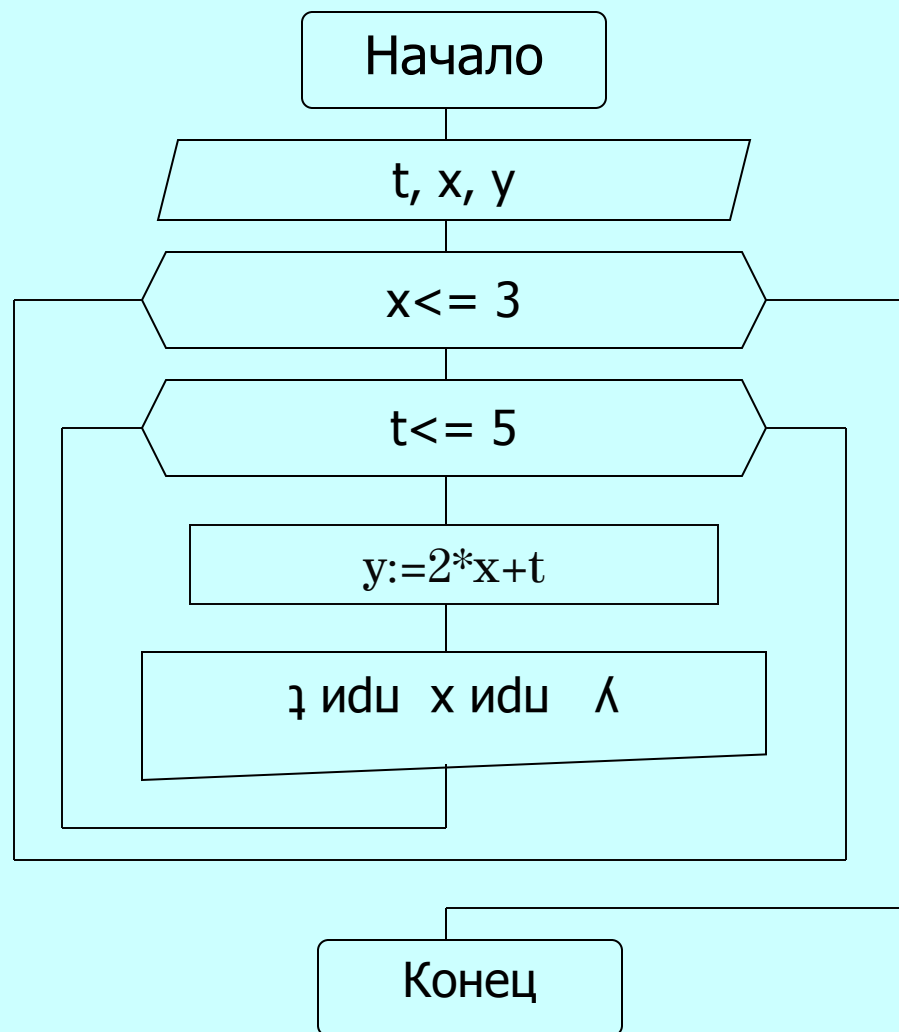 Начало
t, x, y
x<= 3
t<= 5
y:=2*x+t
y при x при t
Конец